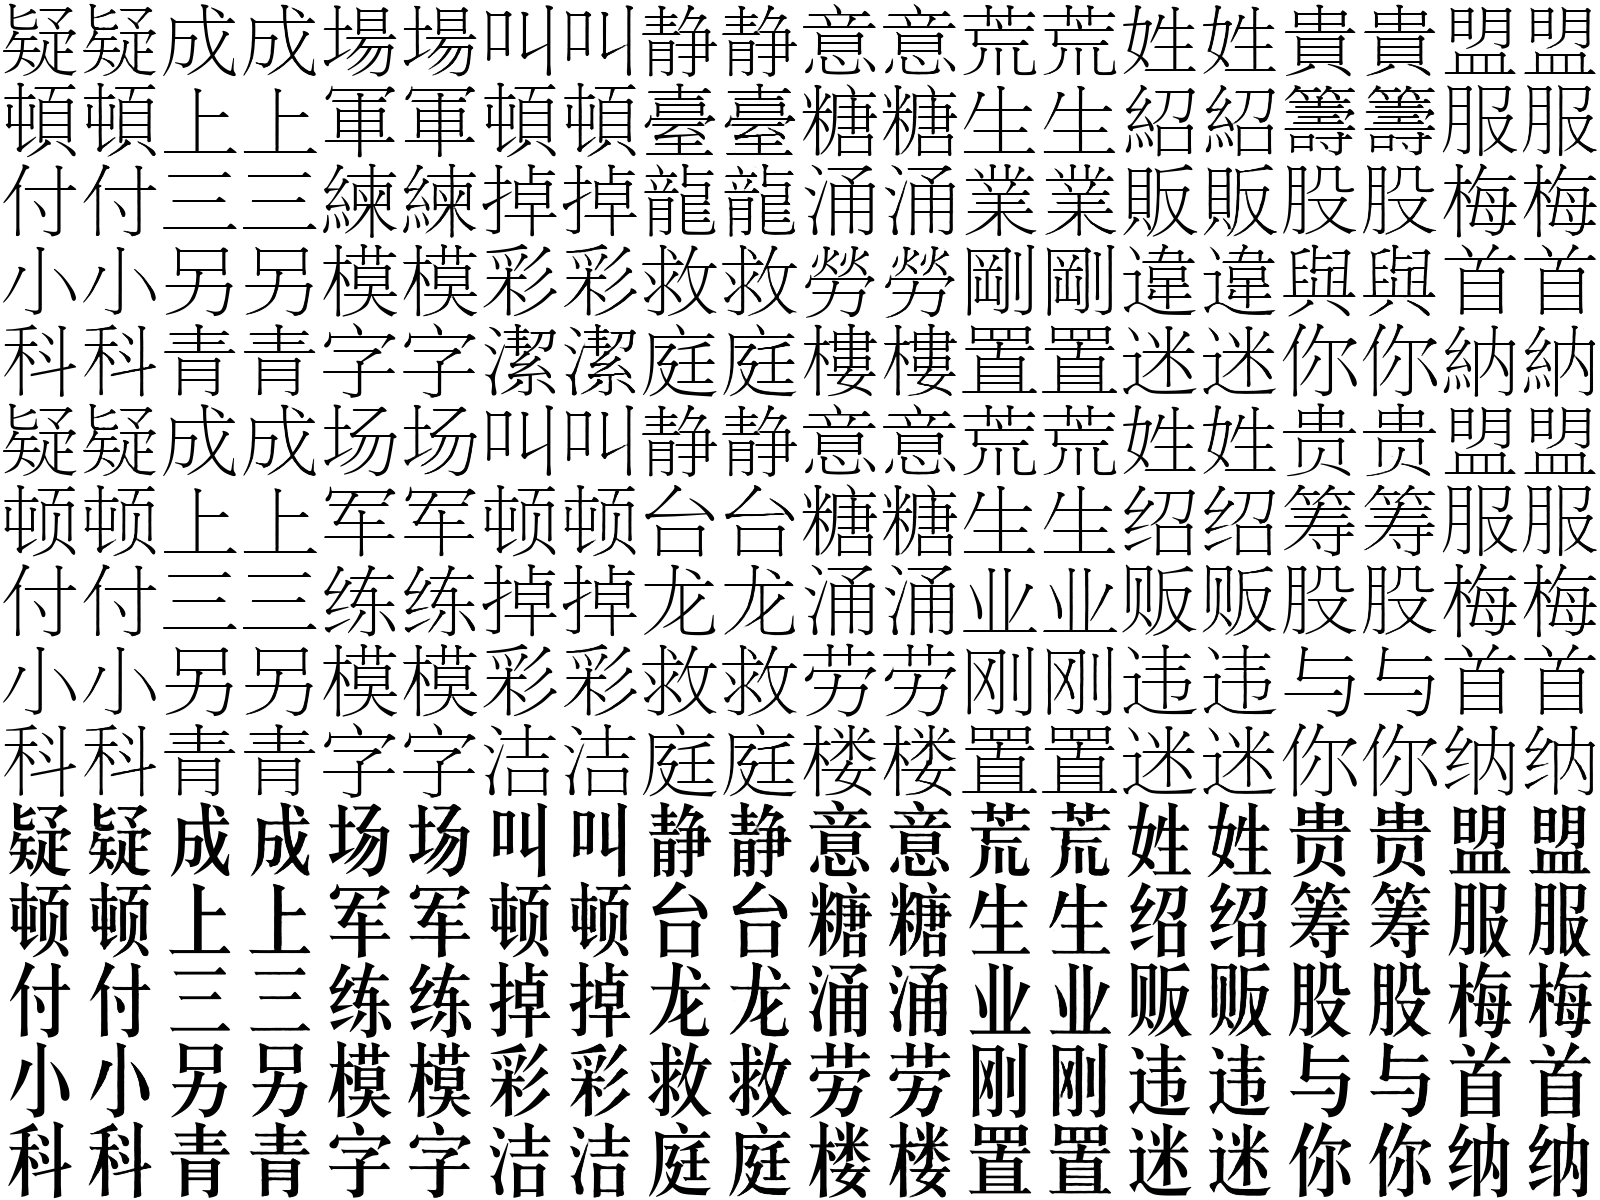 疑疑成成場場叫叫静静意意荒荒姓姓貴貴盟盟
頓頓上上軍軍頓頓臺臺糖糖生生紹紹籌籌服服
付付三三練練掉掉龍龍涌涌業業販販股股梅梅
小小另另模模彩彩救救勞勞剛剛違違與與首首
科科青青字字潔潔庭庭樓樓置置迷迷你你納納
疑疑成成场场叫叫静静意意荒荒姓姓贵贵盟盟
顿顿上上军军顿顿台台糖糖生生绍绍筹筹服服
付付三三练练掉掉龙龙涌涌业业贩贩股股梅梅
小小另另模模彩彩救救劳劳刚刚违违与与首首
科科青青字字洁洁庭庭楼楼置置迷迷你你纳纳
疑疑成成场场叫叫静静意意荒荒姓姓贵贵盟盟
顿顿上上军军顿顿台台糖糖生生绍绍筹筹服服
付付三三练练掉掉龙龙涌涌业业贩贩股股梅梅
小小另另模模彩彩救救劳劳刚刚违违与与首首
科科青青字字洁洁庭庭楼楼置置迷迷你你纳纳